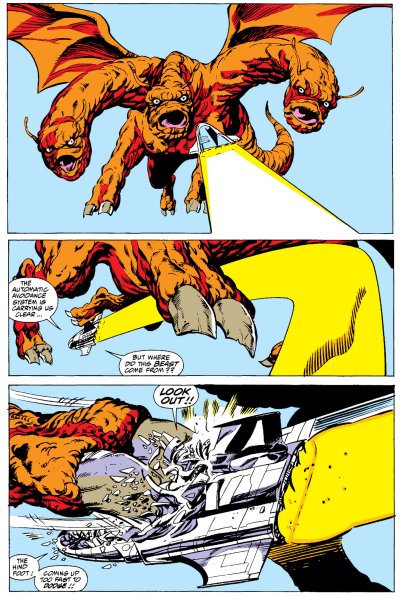 THE
AUTOMATIC
AVOIDANCE
SYSTEM IS
CARRYING US
CLEAR...
BUT WHERE
DID THIS BEAST
COME FROM??
LOOK
OUT!!
THE
HIND
FOOT!
COMING UP
TOO FAST TO
DODGE!!